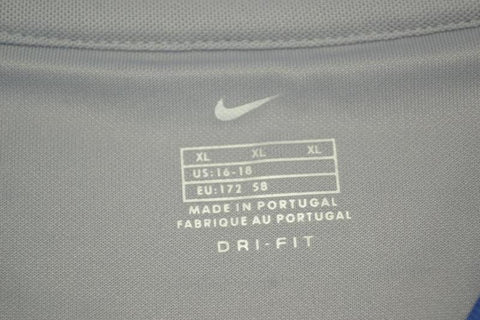 XL XL XL
US:16-18
EU:172 58
MADE IN PORTUGAL
FABRIQUE AU PORTUGAL
DRI-FIT